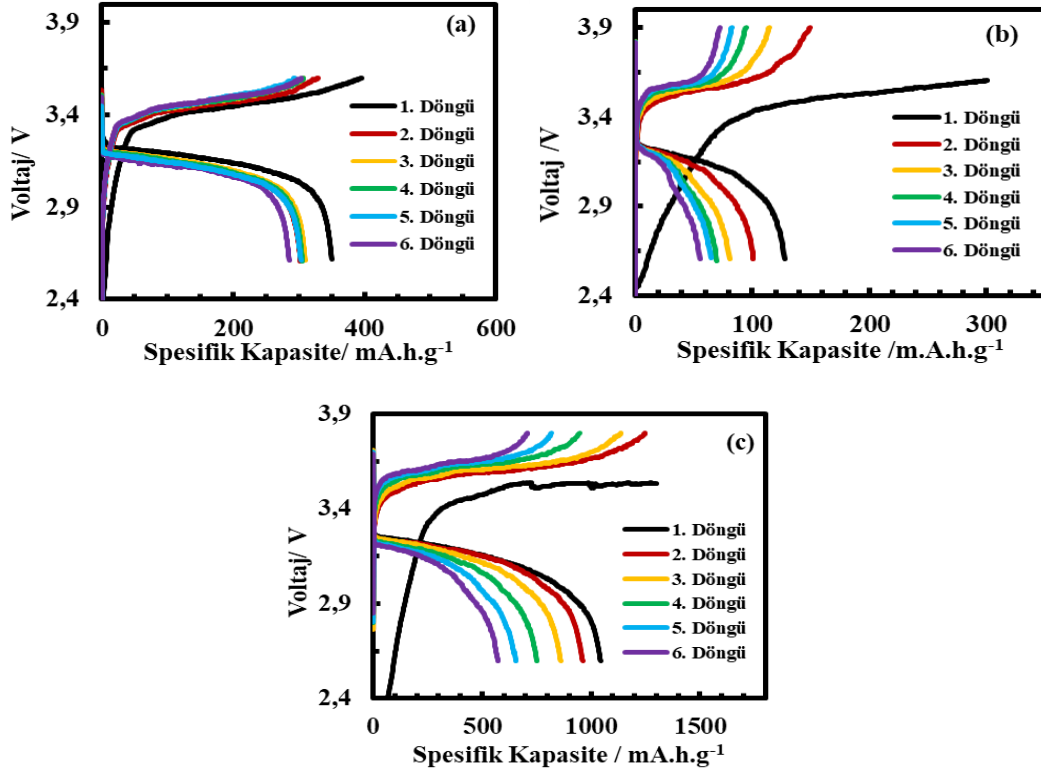 (a)
Voltaj/ V
3,9
3,4
2,9
2,4
1. Döngü
2. Döngü
3. Döngü
4. Döngü
5. Döngü
6. Döngü
0
200
400
600
Spesifik Kapasite/ mA.h.g⁻¹
(b)
Voltaj /V
3,9
3,4
2,9
2,4
1. Döngü
2. Döngü
3. Döngü
4. Döngü
5. Döngü
6. Döngü
0
100
200
300
Spesifik Kapasite /m.A.h.g⁻¹
(c)
Voltaj/ V
3,9
3,4
2,9
2,4
1. Döngü
2. Döngü
3. Döngü
4. Döngü
5. Döngü
6. Döngü
0
500
1000
1500
Spesifik Kapasite / mA.h.g⁻¹